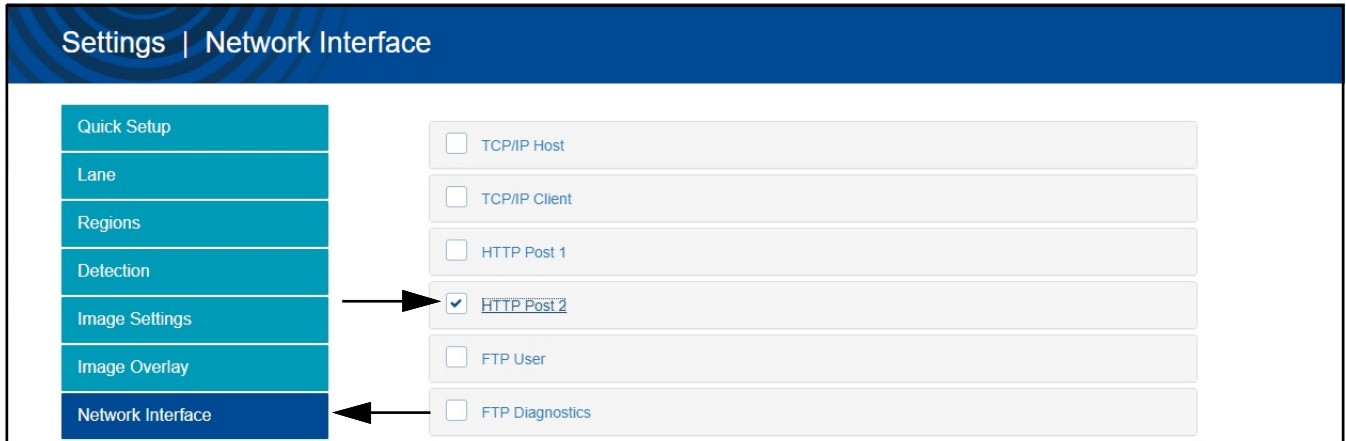 Settings | Network Interface
Quick Setup
Lane
Regions
Detection
Image Settings
Image Overlay
Network Interface
TCP/IP Host
TCP/IP Client
HTTP Post 1
HTTP Post 2
FTP User
FTP Diagnostics